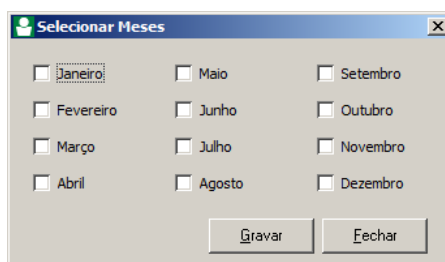 Selecionar Meses
Janeiro Maio Setembro
Fevereiro Junho Outubro
Março Julho Novembro
Abril Agosto Dezembro
Gravar Fechar